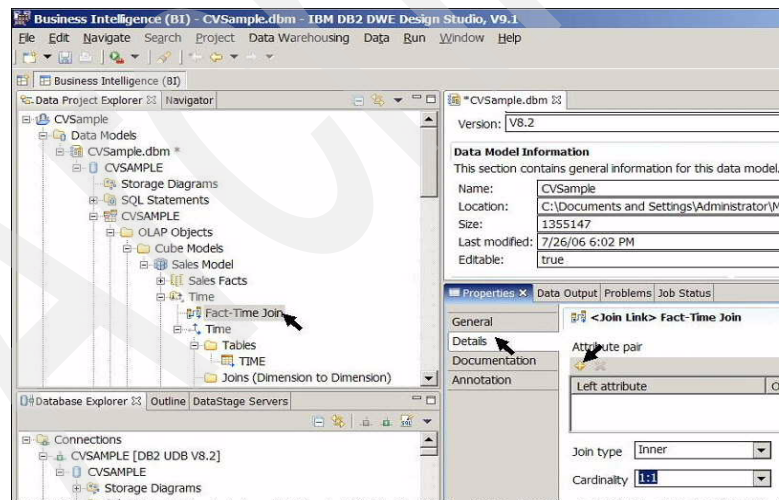 Business Intelligence (BI) - CVSample.dbm - IBM DB2 DWE Design Studio, V9.1
File Edit Navigate Search Project Data Warehousing Data Run Window Help
Business Intelligence (BI)
Data Project Explorer Navigator
CVSample
Data Models
CVSample.dbm *
CVSAMPLE
Storage Diagrams
SQL Statements
CVSAMPLE
OLAP Objects
Cube Models
Sales Model
Sales Facts
Time
Fact-Time Join
Time
Tables
TIME
Joins (Dimension to Dimension)
Database Explorer Outline DataStage Servers
Connections
CVSAMPLE [DB2 UDB V8.2]
CVSAMPLE
Storage Diagrams
*CVSample.dbm
Version: V8.2
Data Model Information
This section contains general information for this data model.
Name: CVSample
Location: C:\Documents and Settings\Administrator\M
Size: 1355147
Last modified: 7/26/06 6:02 PM
Editable: true
Properties Data Output Problems Job Status
General
Details
Documentation
Annotation
<Join Link> Fact-Time Join
Attribute pair
Left attribute O
Join type Inner
Cardinality 1:1